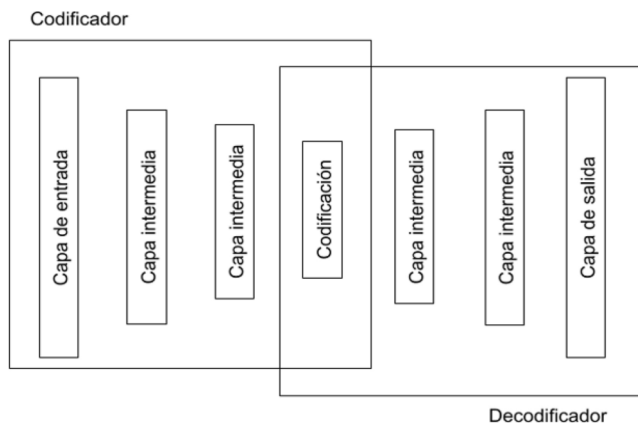 Codificador
Capa de entrada
Capa intermedia
Capa intermedia
Codificación
Capa intermedia
Capa intermedia
Capa de salida
Decodificador